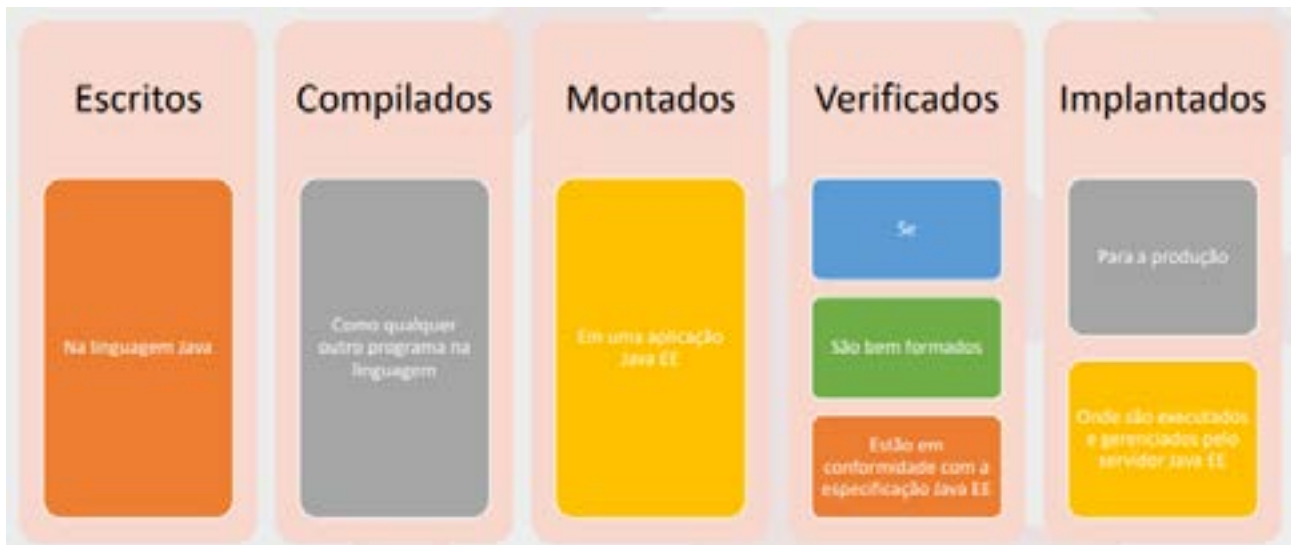 Escritos
Na linguagem Java
Compilados
Como qualquer
outro programa na
linguagem
Montados
Em uma aplicação
Java EE
Verificados
Se
São bem formados
Estão em
conformidade com a
especificação Java EE
Implantados
Para a produção
Onde são executados
e gerenciados pelo
servidor Java EE